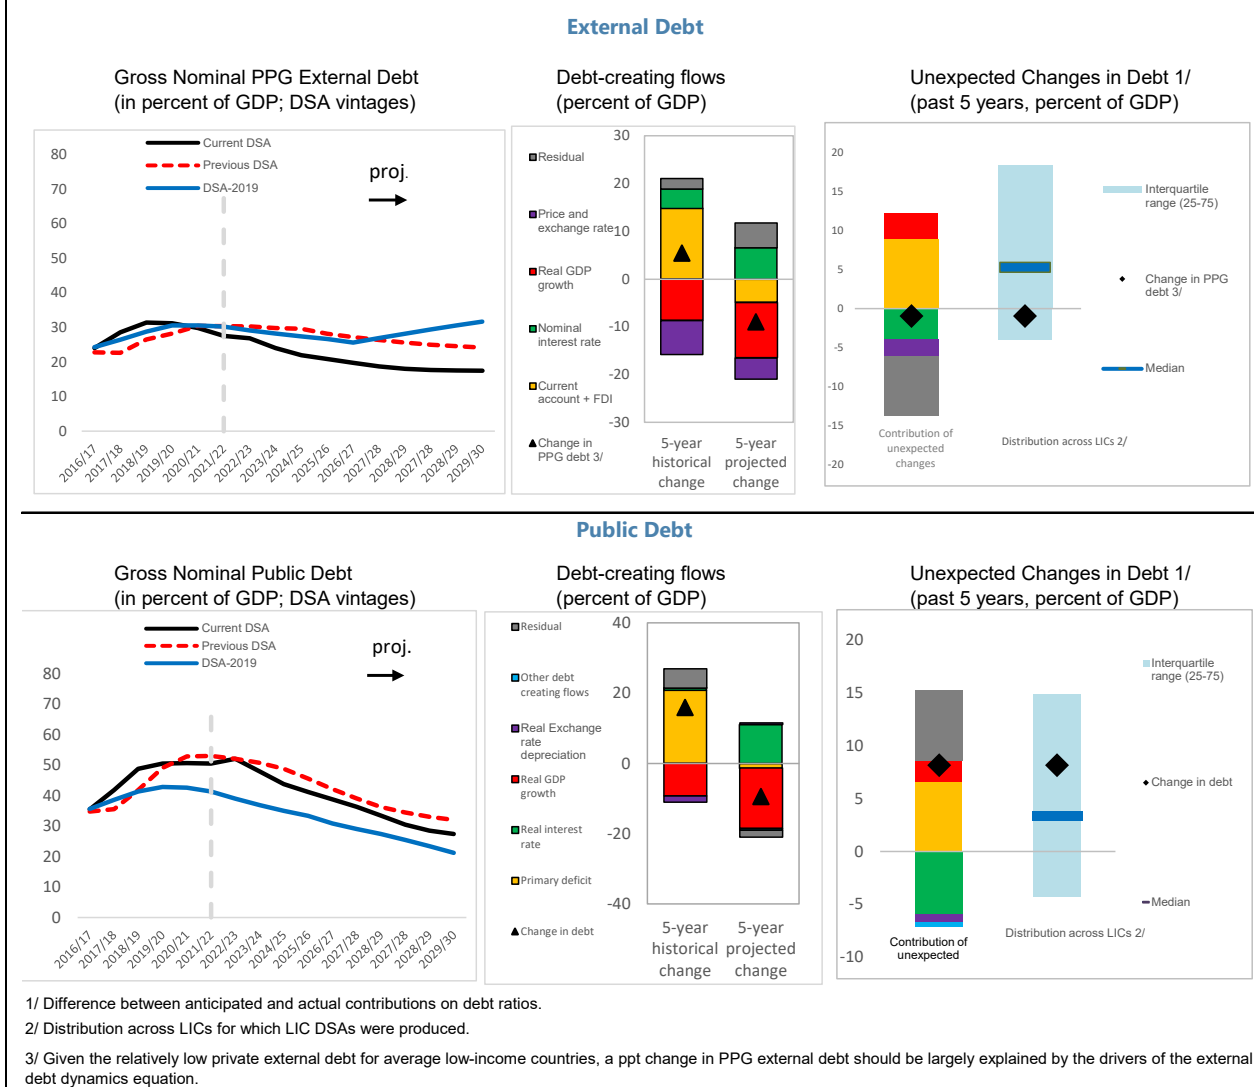 External Debt
Gross Nominal PPG External Debt
(in percent of GDP; DSA vintages)
Current DSA
Previous DSA
DSA-2019
proj.
80
70
60
50
40
30
20
10
0
2016/17
2017/18
2018/19
2019/20
2020/21
2021/22
2022/23
2023/24
2024/25
2025/26
2026/27
2027/28
2028/29
2027/28
2028/29
2029/30
Debt-creating flows
(percent of GDP)
Residual
Price and
exchange rate
Real GDP
growth
Nominal
interest rate
Current
account + FDI
Change in
PPG debt 3/
30
20
10
0
-10
-20
-30
5-year
historical
change
5-year
projected
change
Unexpected Changes in Debt 1/
(past 5 years, percent of GDP)
20
15
10
5
0
-5
-10
-15
-20
Contribution of
unexpected
changes
Distribution across LICs 2/
Interquartile
range (25-75)
Change in PPG
debt 3/
Median
Public Debt
Gross Nominal Public Debt
(in percent of GDP; DSA vintages)
Current DSA
Previous DSA
DSA-2019
proj.
80
70
60
50
40
30
20
10
0
2016/17
2017/18
2018/19
2019/20
2020/21
2021/22
2022/23
2023/24
2024/25
2025/26
2026/27
2027/28
2028/29
2027/28
2028/29
2029/30
Debt-creating flows
(percent of GDP)
Residual
Other debt
creating flows
Real Exchange
rate
depreciation
Real GDP
growth
Real interest
rate
Primary deficit
Change in debt
40
20
0
-20
-40
5-year
historical
change
5-year
projected
change
Unexpected Changes in Debt 1/
(past 5 years, percent of GDP)
20
15
10
5
0
-5
-10
Contribution of
unexpected
Distribution across LICs 2/
Interquartile
range (25-75)
Change in debt
Median
1/ Difference between anticipated and actual contributions on debt ratios.
2/ Distribution across LICs for which LIC DSAs were produced.
3/ Given the relatively low private external debt for average low-income countries, a ppt change in PPG external debt should be largely explained by the drivers of the external
debt dynamics equation.